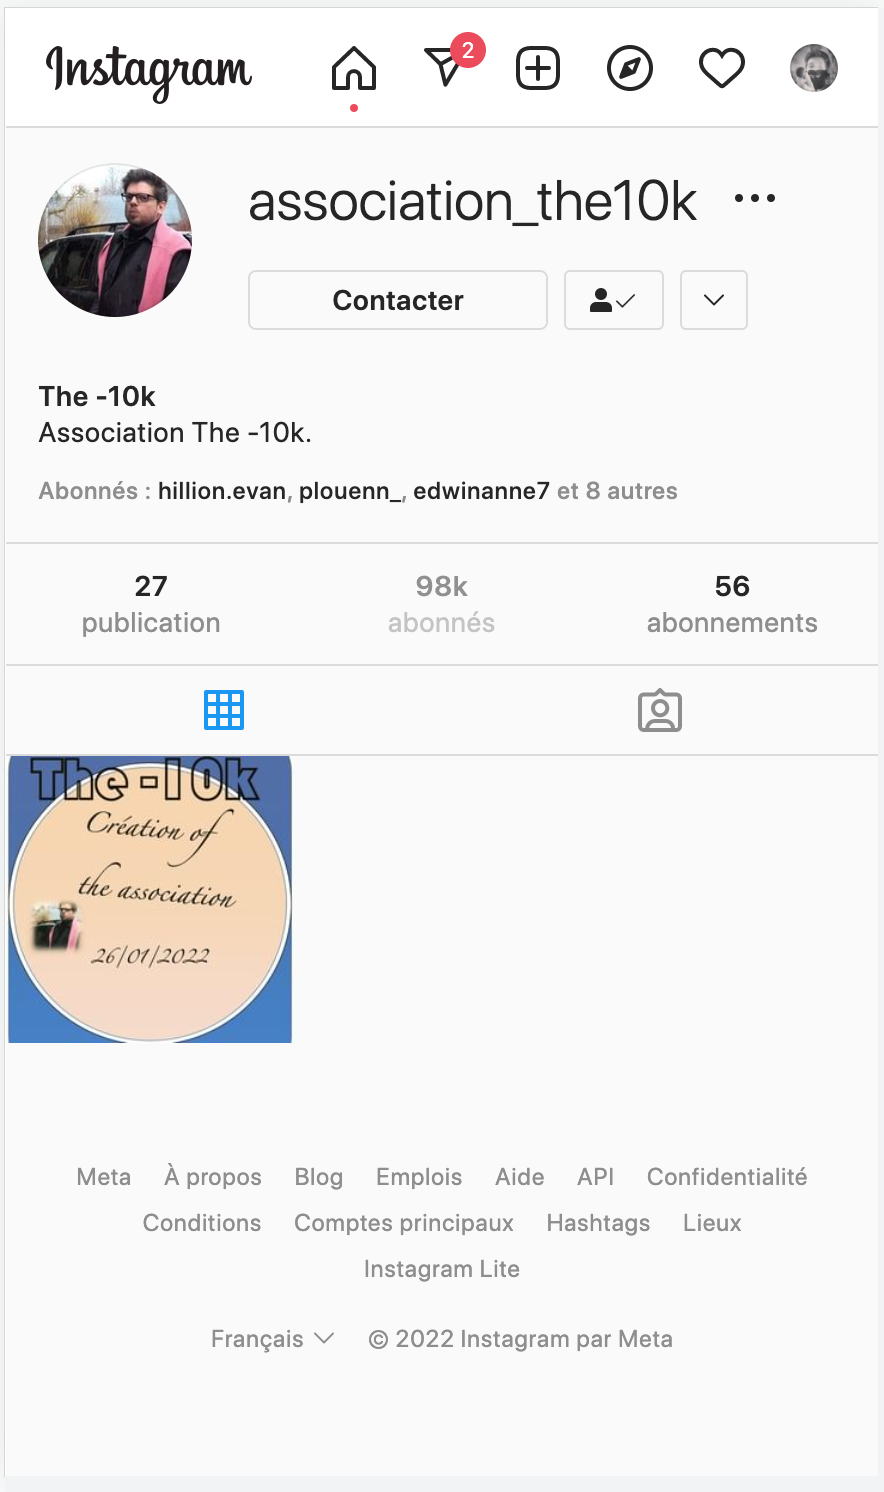 Instagram
2
association_the10k
Contacter
The -10k
Association The -10k.
Abonnés : hillion.evan, plouenn_, edwinanne7 et 8 autres
27
publication
98k
abonnés
56
abonnements
The -10k
Création of
the association
26/01/2022
Meta À propos Blog Emplois Aide API Confidentialité
Conditions Comptes principaux Hashtags Lieux
Instagram Lite
Français © 2022 Instagram par Meta